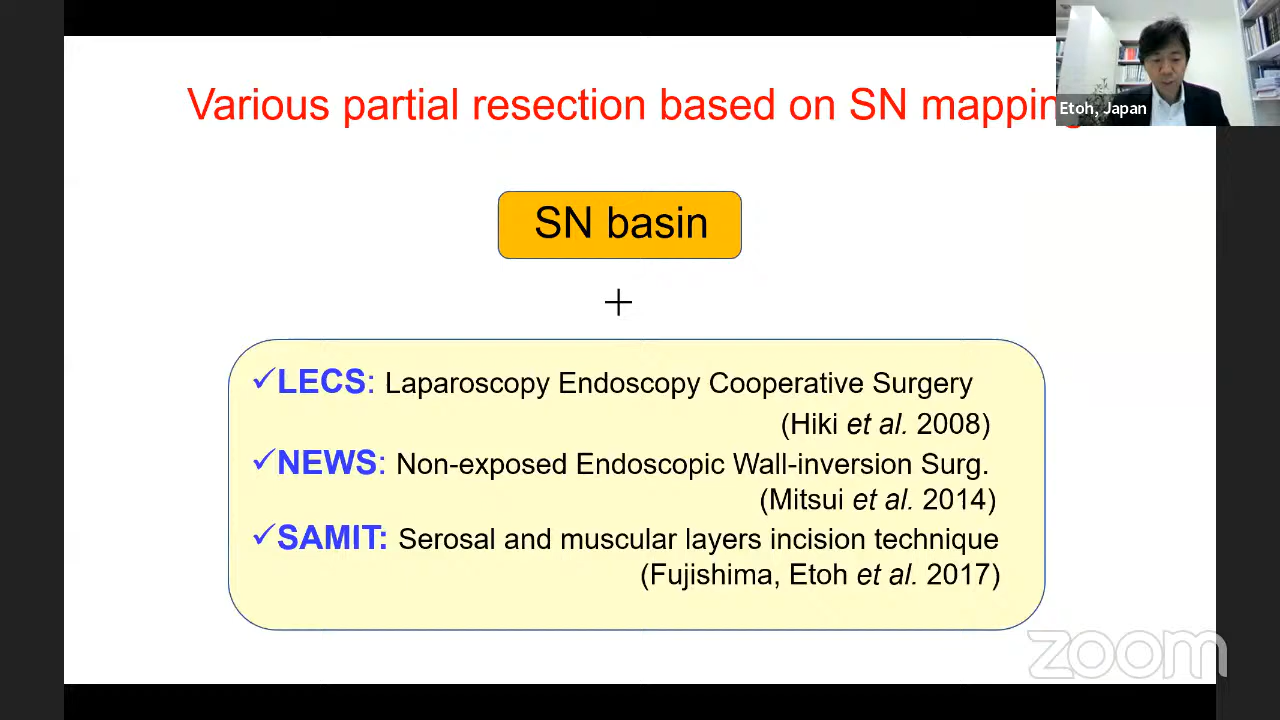 Various partial resection based on SN mapping
Etoh, Japan
SN basin
+
✓LECS: Laparoscopy Endoscopy Cooperative Surgery
(Hiki et al. 2008)
✓NEWS: Non-exposed Endoscopic Wall-inversion Surg.
(Mitsui et al. 2014)
✓SAMIT: Serosal and muscular layers incision technique
(Fujishima, Etoh et al. 2017)
zoom